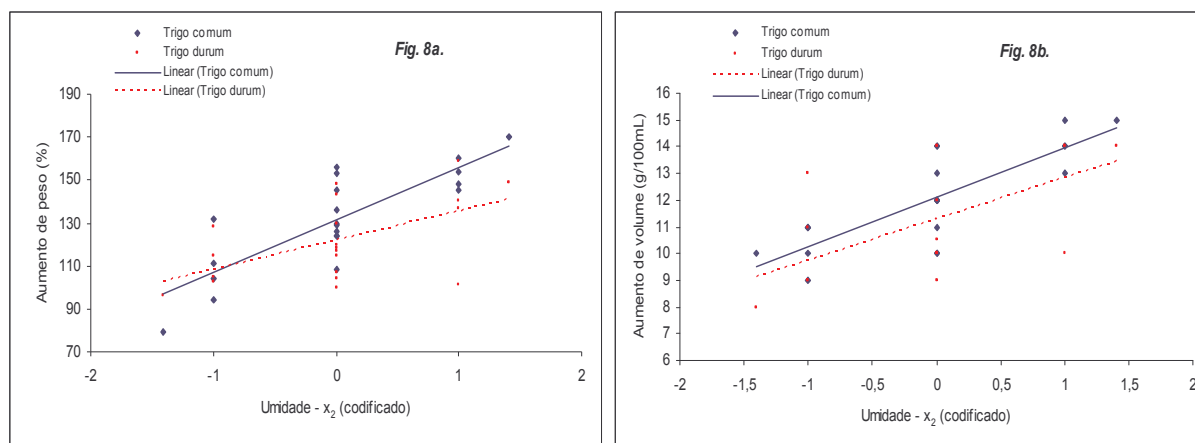 Trigo comum
Trigo durum
Linear (Trigo comum)
Linear (Trigo durum)
Fig. 8a.
190
170
150
130
110
90
70
Aumento de peso (%)
-2
-1
0
1
2
Umidade - x2 (codificado)
Trigo comum
Trigo durum
Linear (Trigo durum)
Linear (Trigo comum)
Fig. 8b.
16
15
14
13
12
11
10
9
8
7
6
Aumento de volume (g/100mL)
-2
-1,5
-1
-0,5
0
0,5
1
1,5
2
Umidade - x2 (codificado)